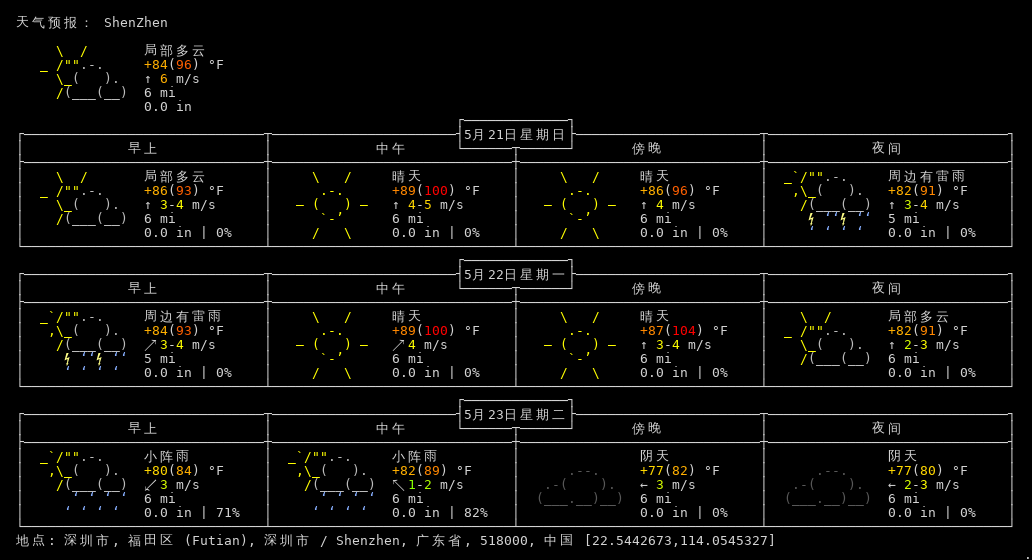 天气预报： ShenZhen
局部多云
+84(96) °F
↑ 6 m/s
6 mi
0.0 in
5月21日星期日
早上 中午 傍晚 夜间
局部多云 晴天 晴天 周边有雷雨
+86(93) °F +89(100) °F +86(96) °F +82(91) °F
↑ 3-4 m/s ↑ 4-5 m/s ↑ 4 m/s ↑ 3-4 m/s
6 mi 6 mi 6 mi 5 mi
0.0 in | 0% 0.0 in | 0% 0.0 in | 0% 0.0 in | 0%
5月22日星期一
早上 中午 傍晚 夜间
周边有雷雨 晴天 晴天 局部多云
+84(93) °F +89(100) °F +87(104) °F +82(91) °F
↗ 3-4 m/s ↗ 4 m/s ↑ 3-4 m/s ↑ 2-3 m/s
5 mi 6 mi 6 mi 6 mi
0.0 in | 0% 0.0 in | 0% 0.0 in | 0% 0.0 in | 0%
5月23日星期二
早上 中午 傍晚 夜间
小阵雨 小阵雨 阴天 阴天
+80(84) °F +82(89) °F +77(82) °F +77(80) °F
↙ 3 m/s ↖ 1-2 m/s ← 3 m/s ← 2-3 m/s
6 mi 6 mi 6 mi 6 mi
0.0 in | 71% 0.0 in | 82% 0.0 in | 0% 0.0 in | 0%
地点: 深圳市, 福田区 (Futian), 深圳市 / Shenzhen, 广东省, 518000, 中国 [22.5442673,114.0545327]